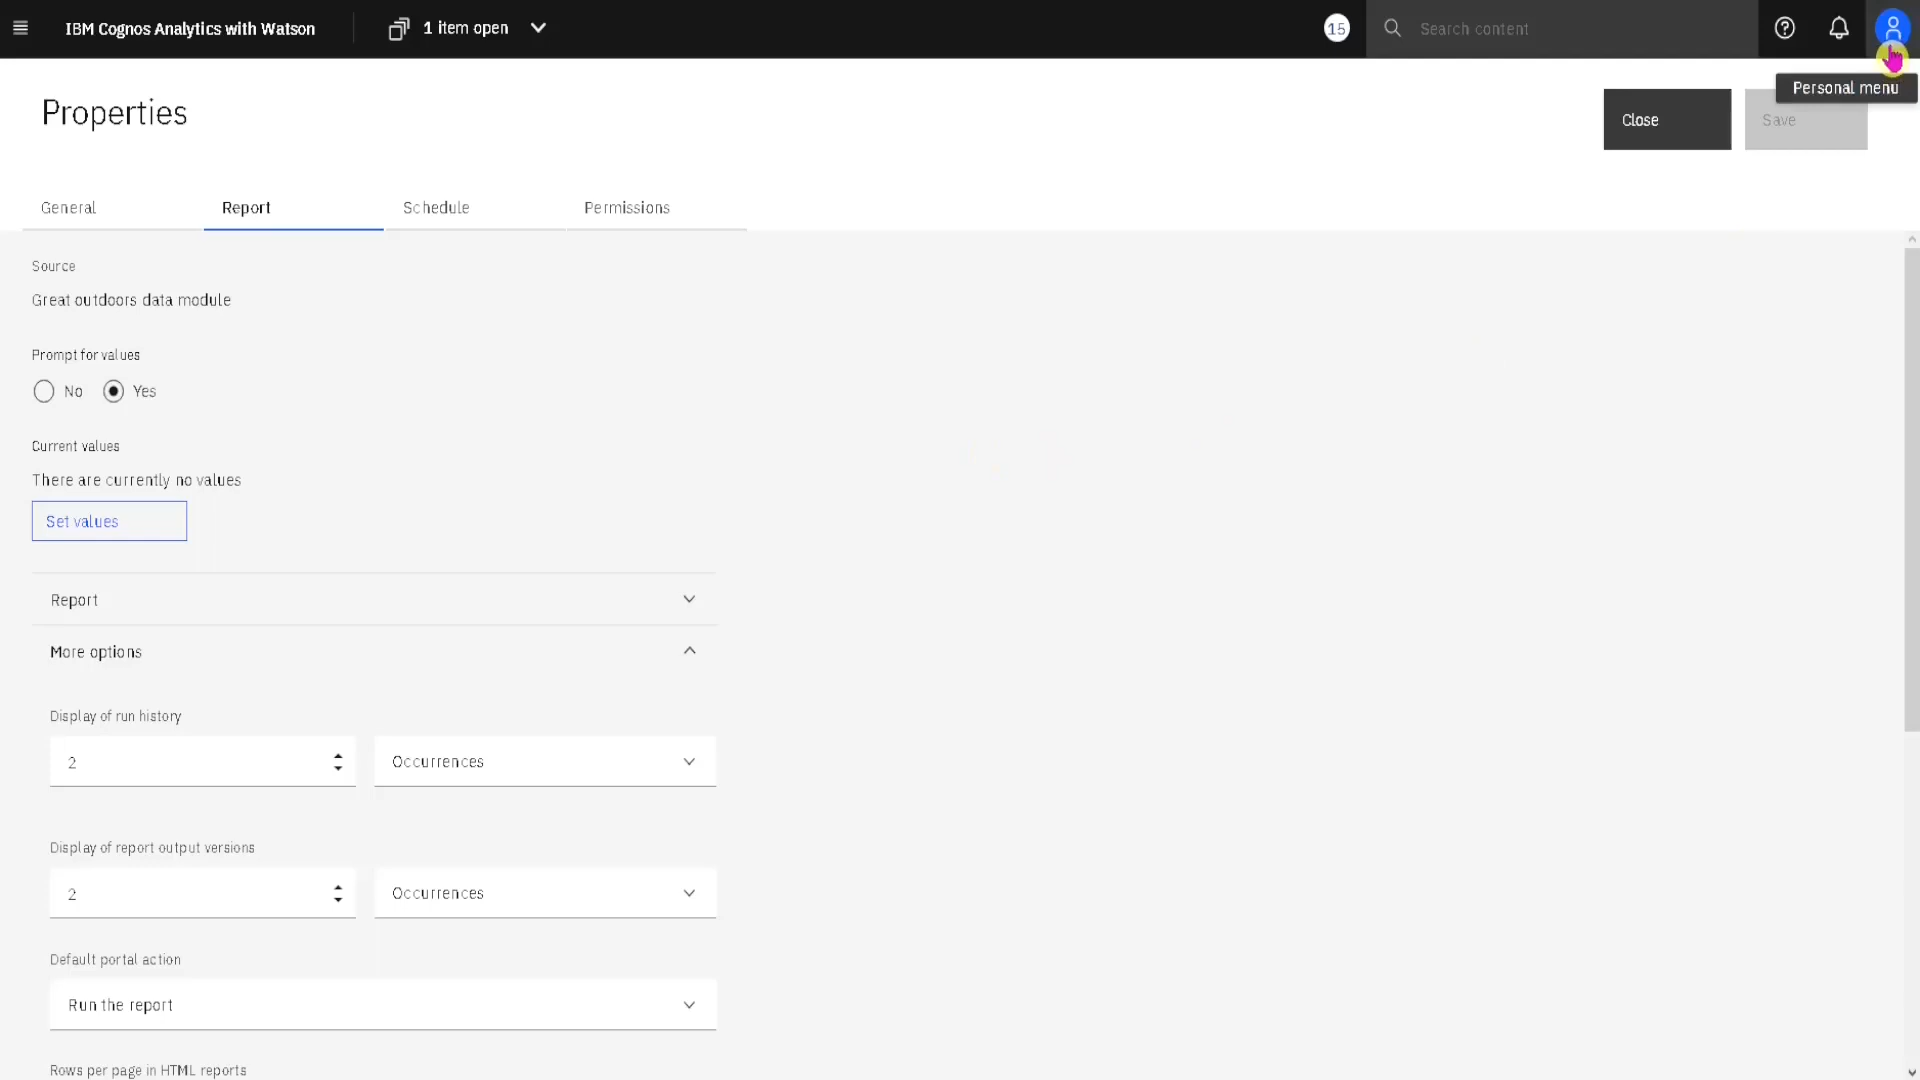 IBM Cognos Analytics with Watson
1 item open
15
Search content
Personal menu
Properties
Close
Save
General
Report
Schedule
Permissions
Source
Great outdoors data module
Prompt for values
No
Yes
Current values
There are currently no values
Set values
Report
More options
Display of run history
2
Occurrences
Display of report output versions
2
Occurrences
Default portal action
Run the report
Rows per page in HTML reports